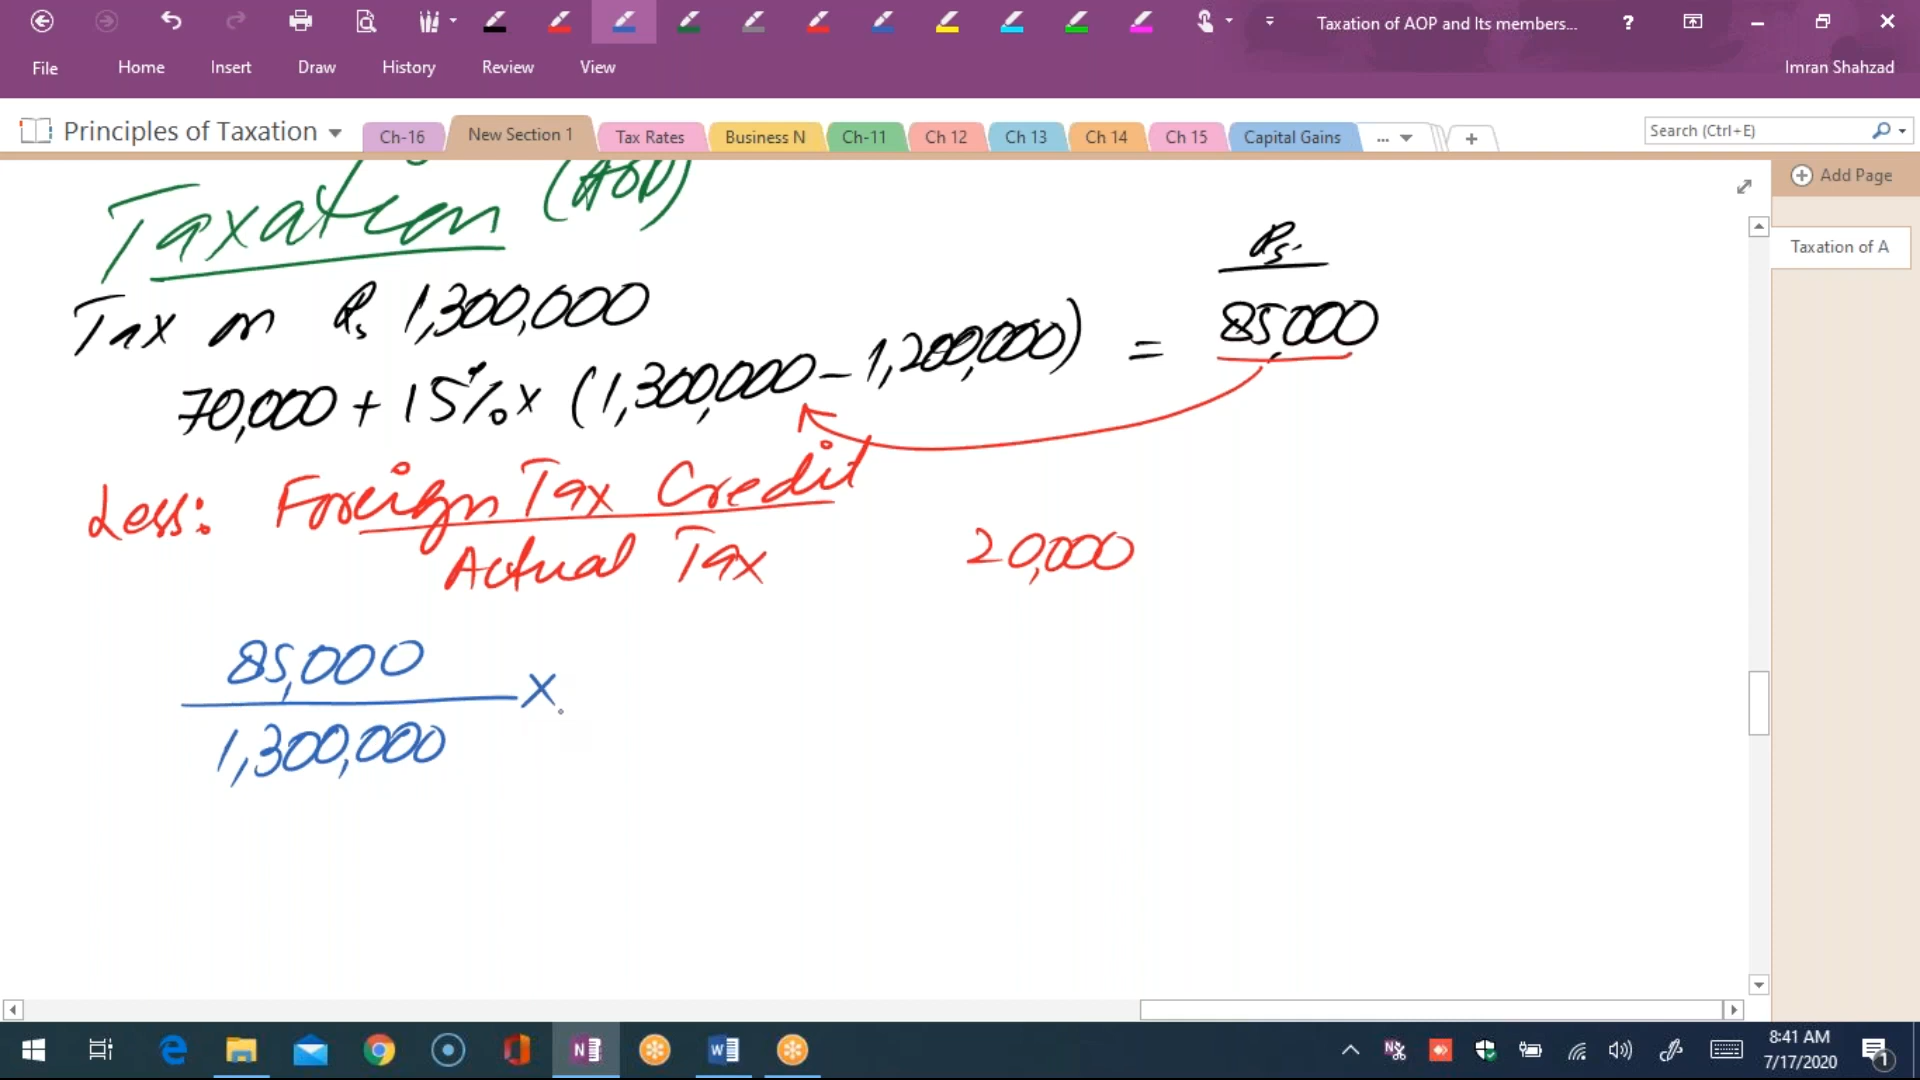 Taxation of AOP and Its members...
?
File Home Insert Draw History Review View
Imran Shahzad
Principles of Taxation
Ch-16 New Section 1 Tax Rates Business N Ch-11 Ch 12 Ch 13 Ch 14 Ch 15 Capital Gains ... +
Search (Ctrl+E)
Add Page
Taxation of A
Taxation (AOP)
Rs.
Tax on Rs 1,300,000
70,000 + 15% x (1,300,000 - 1,200,000) = 85,000
Less: Foreign Tax Credit
Actual Tax 20,000
85,000
x
1,300,000
8:41 AM
7/17/2020
1